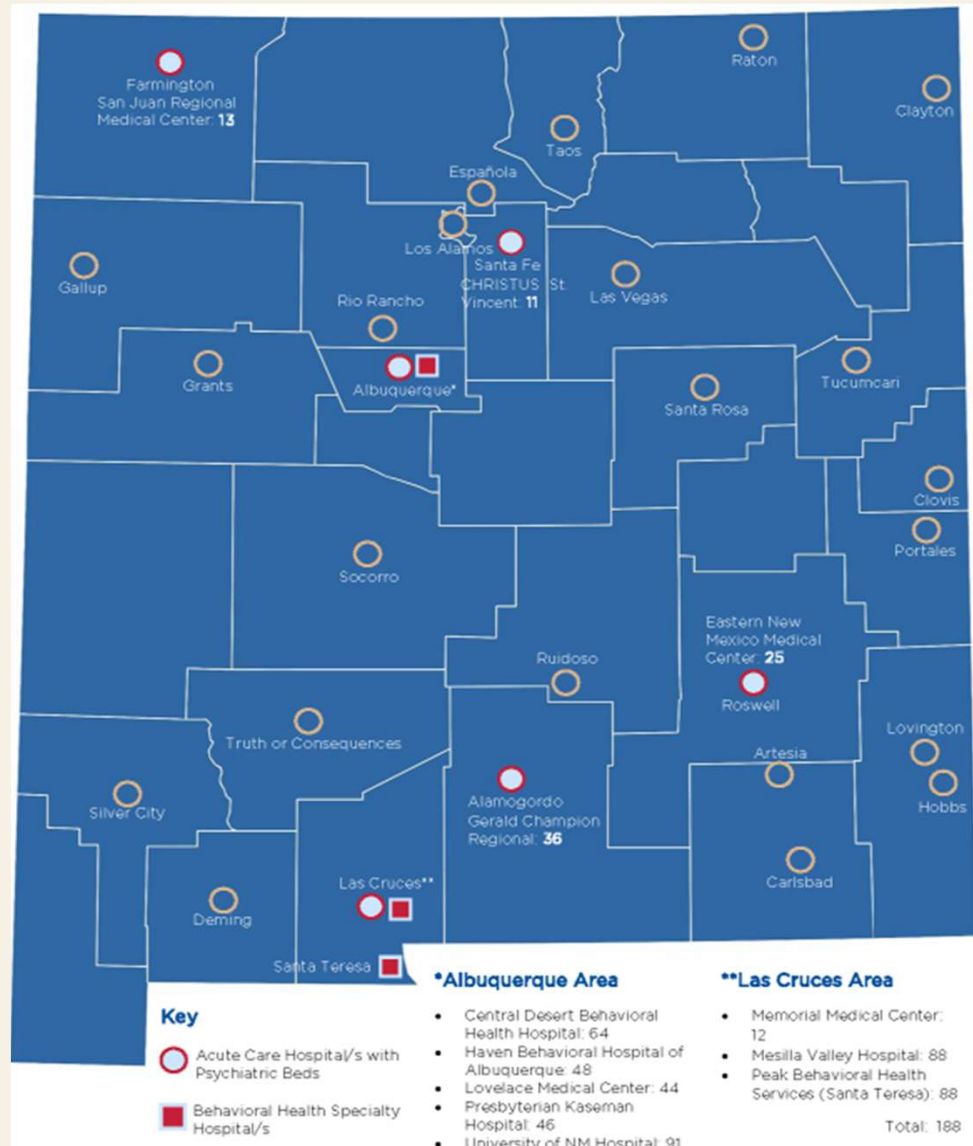 Farmington
San Juan Regional
Medical Center: 13
Raton
Clayton
Taos
Española
Los Alamos
Santa Fe
CHRISTUS St.
Vincent: 11
Gallup
Las Vegas
Rio Rancho
Grants
Albuquerque*
Santa Rosa
Tucumcari
Clovis
Portales
Socorro
Eastern New
Mexico Medical
Center: 25
Roswell
Ruidoso
Truth or Consequences
Artesia
Lovington
Hobbs
Silver City
Alamogordo
Gerald Champion
Regional: 36
Carlsbad
Las Cruces**
Deming
Santa Teresa
Key
Acute Care Hospital/s with
Psychiatric Beds
Behavioral Health Specialty
Hospital/s
*Albuquerque Area
• Central Desert Behavioral
Health Hospital: 64
• Haven Behavioral Hospital of
Albuquerque: 48
• Lovelace Medical Center: 44
• Presbyterian Kaseman
Hospital: 46
• University of NM Hospital: 91
**Las Cruces Area
• Memorial Medical Center:
12
• Mesilla Valley Hospital: 88
• Peak Behavioral Health
Services (Santa Teresa): 88
Total: 188